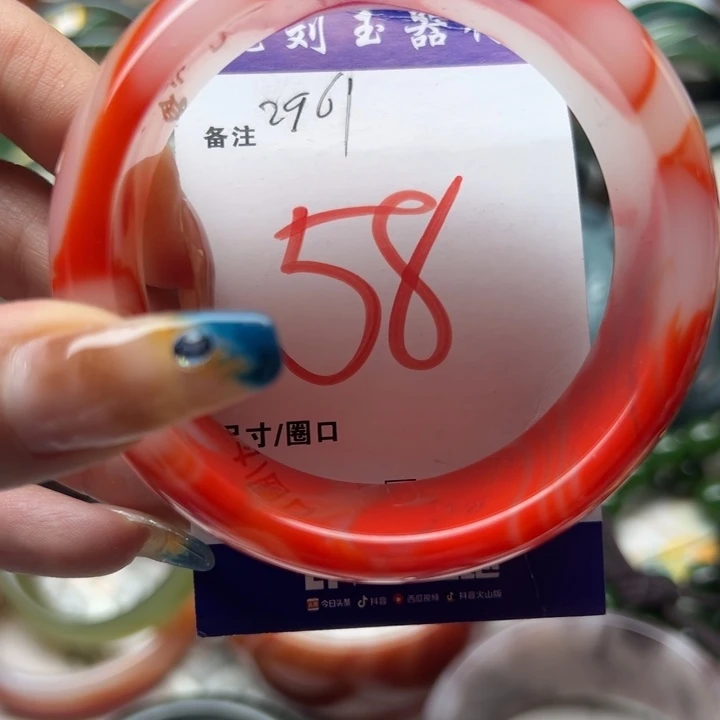 刘玉器
2961
备注
58
尺寸/圈口
今日头条 抖音 西瓜视频 抖音火山版